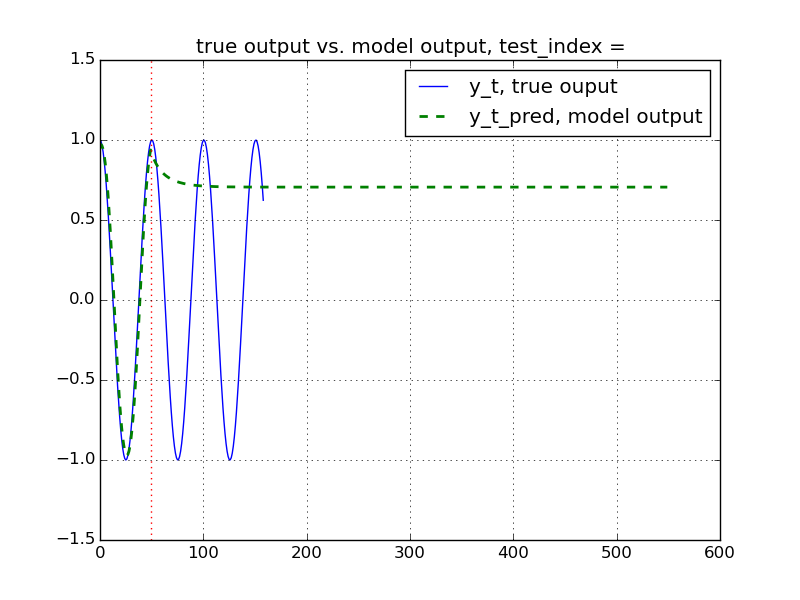 true output vs. model output, test_index =
y_t, true ouput
y_t_pred, model output
1.5
1.0
0.5
0.0
−0.5
−1.0
−1.5
0 100 200 300 400 500 600